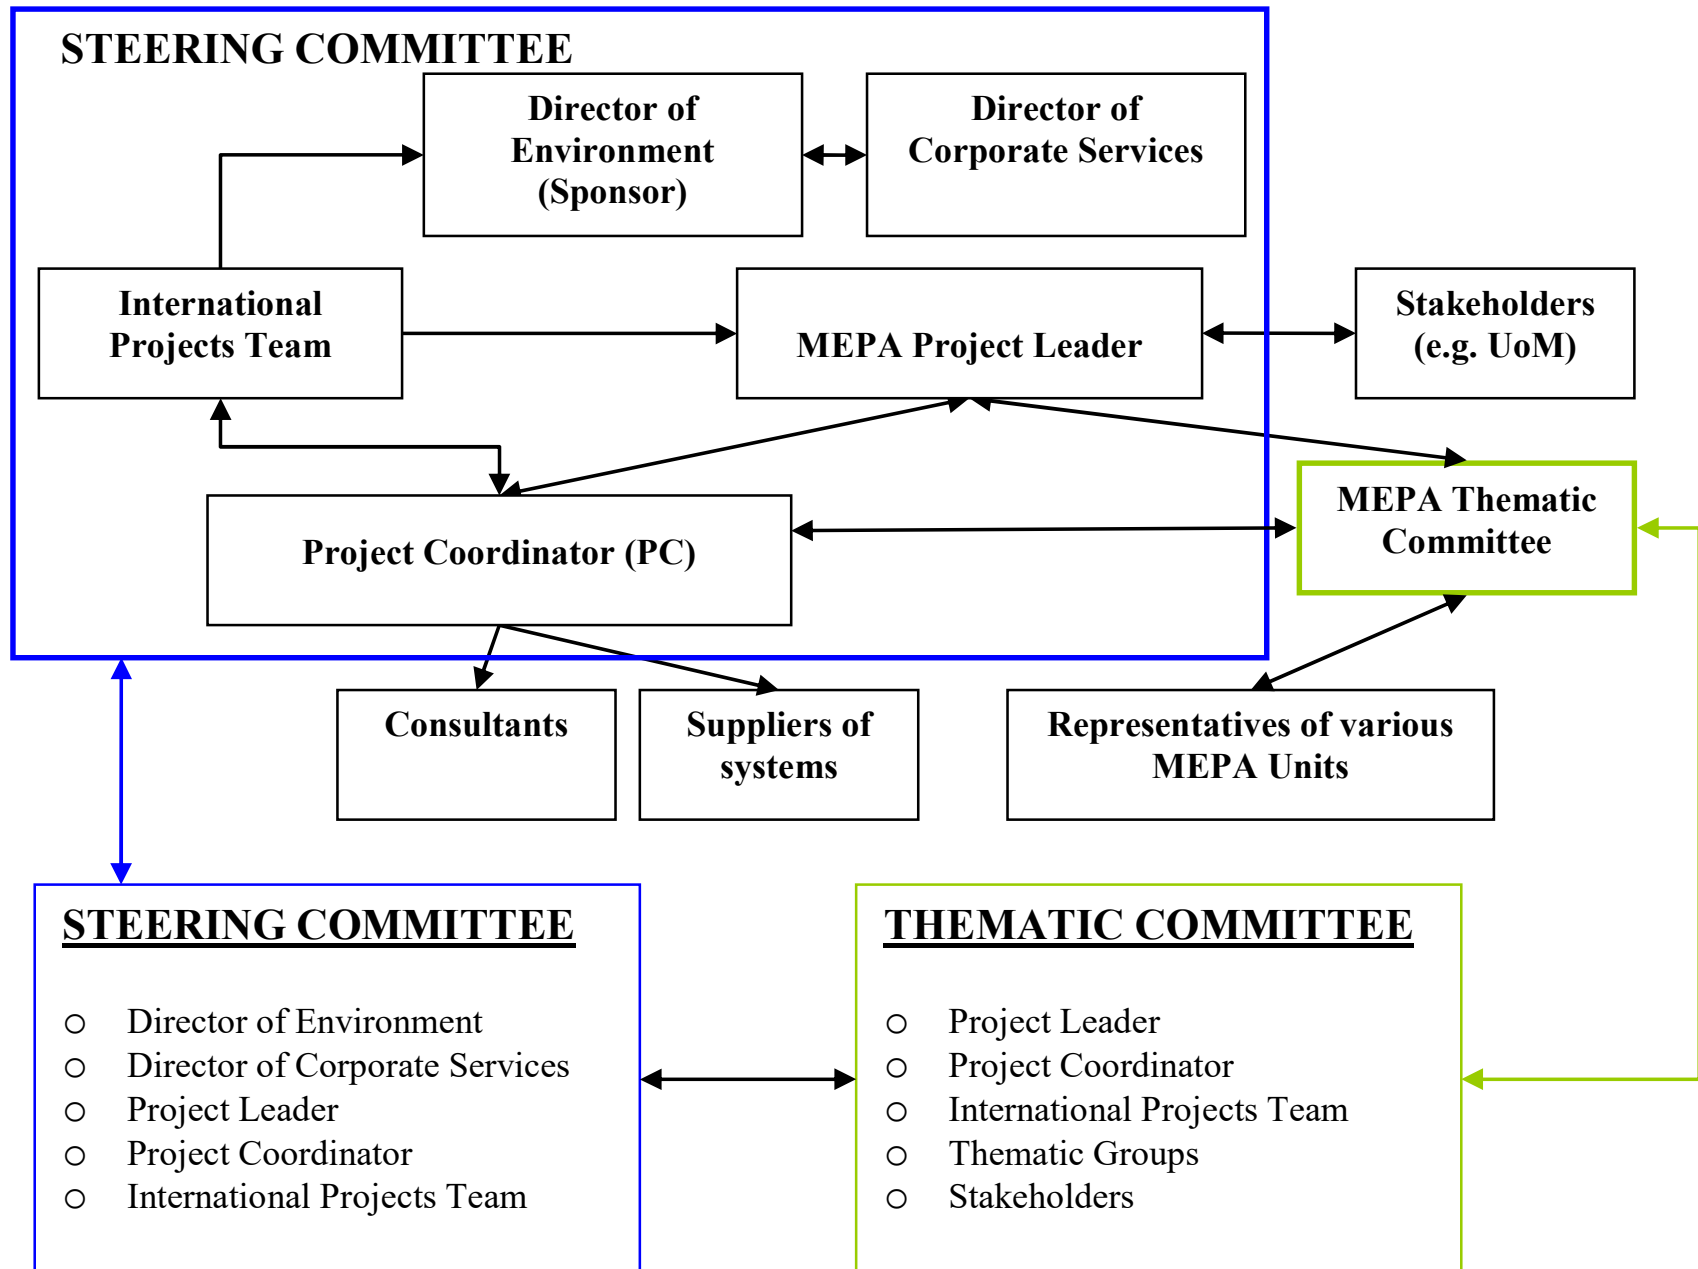 STEERING COMMITTEE
Director of
Environment
(Sponsor)
Director of
Corporate Services
International
Projects Team
MEPA Project Leader
Stakeholders
(e.g. UoM)
Project Coordinator (PC)
MEPA Thematic
Committee
Consultants
Suppliers of
systems
Representatives of various
MEPA Units
STEERING COMMITTEE
o Director of Environment
o Director of Corporate Services
o Project Leader
o Project Coordinator
o International Projects Team
THEMATIC COMMITTEE
o Project Leader
o Project Coordinator
o International Projects Team
o Thematic Groups
o Stakeholders